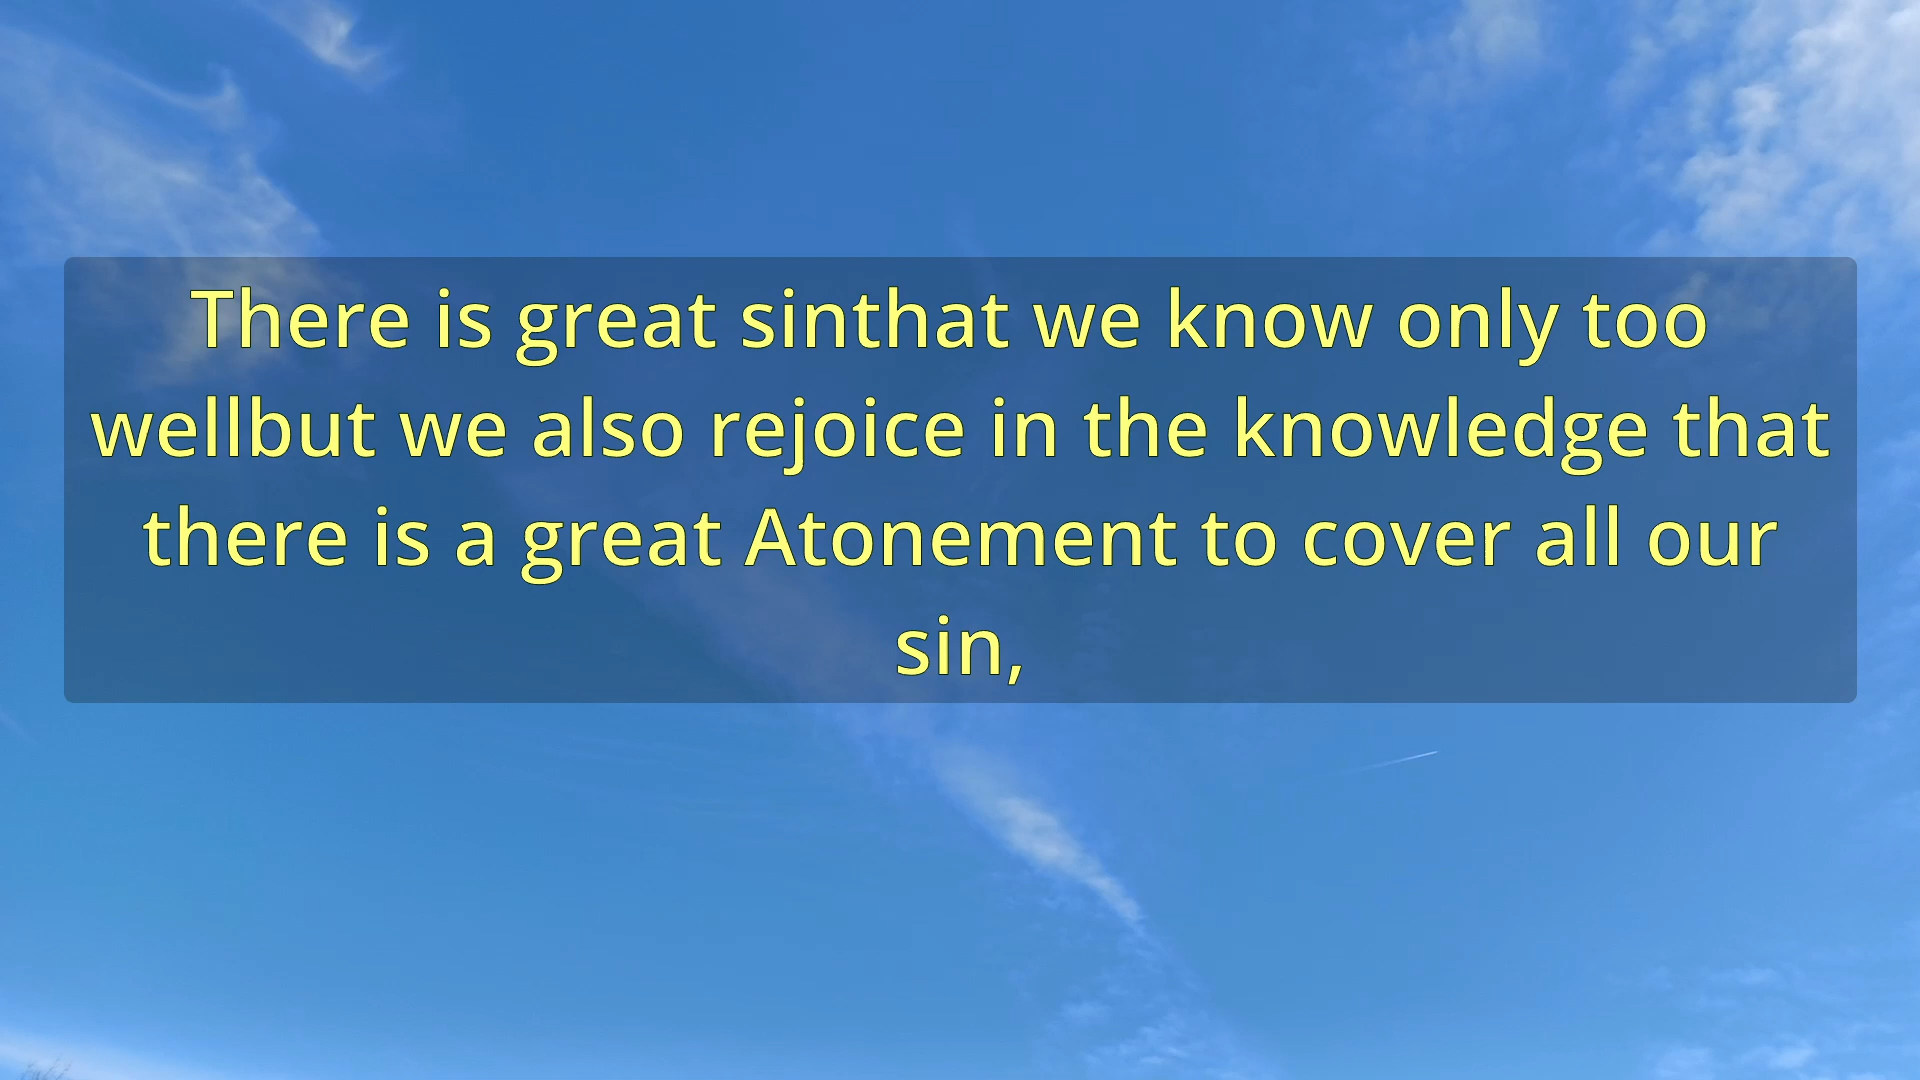 There is great sinthat we know only too
wellbut we also rejoice in the knowledge that
there is a great Atonement to cover all our
sin,